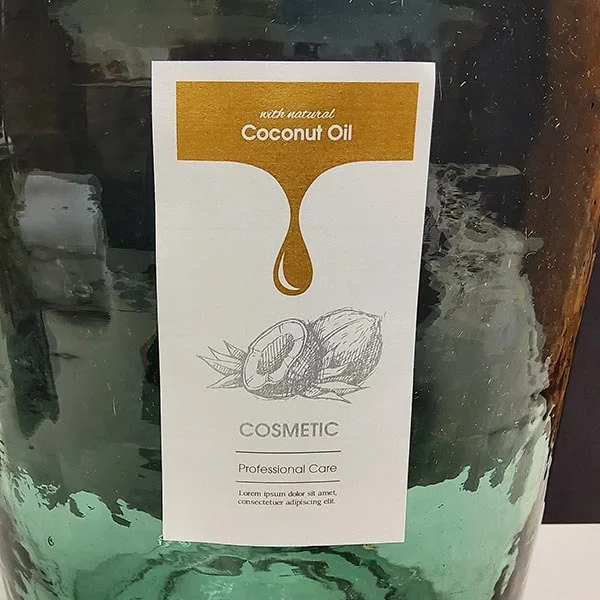 with natural
Coconut Oil
COSMETIC
Professional Care
Lorem ipsum dolor sit amet,
consectetuer adipiscing elit.